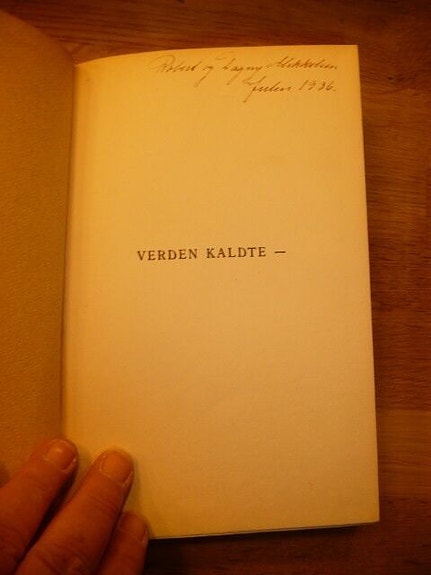 Robert og Dagny Mikkelsen
Julen 1936.
VERDEN KALDTE —